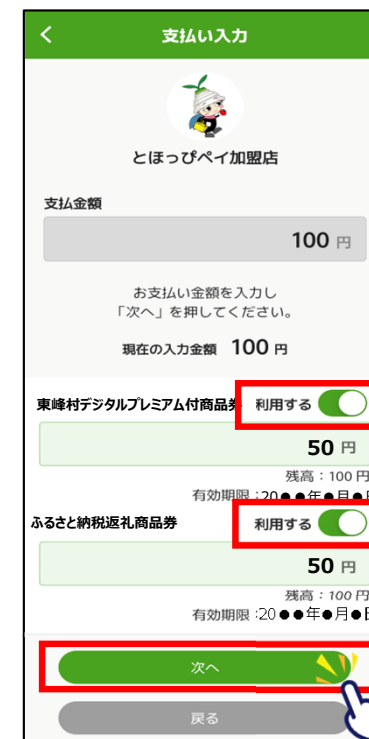 支払い入力
とほっぴペイ加盟店
支払金額
100 円
お支払い金額を入力し
「次へ」を押してください。
現在の入力金額 100 円
東峰村デジタルプレミアム付商品券 利用する
50 円
残高：100 円
有効期限：20●●年●月●日
ふるさと納税返礼商品券 利用する
50 円
残高：100 円
有効期限：20●●年●月●日
次へ
戻る